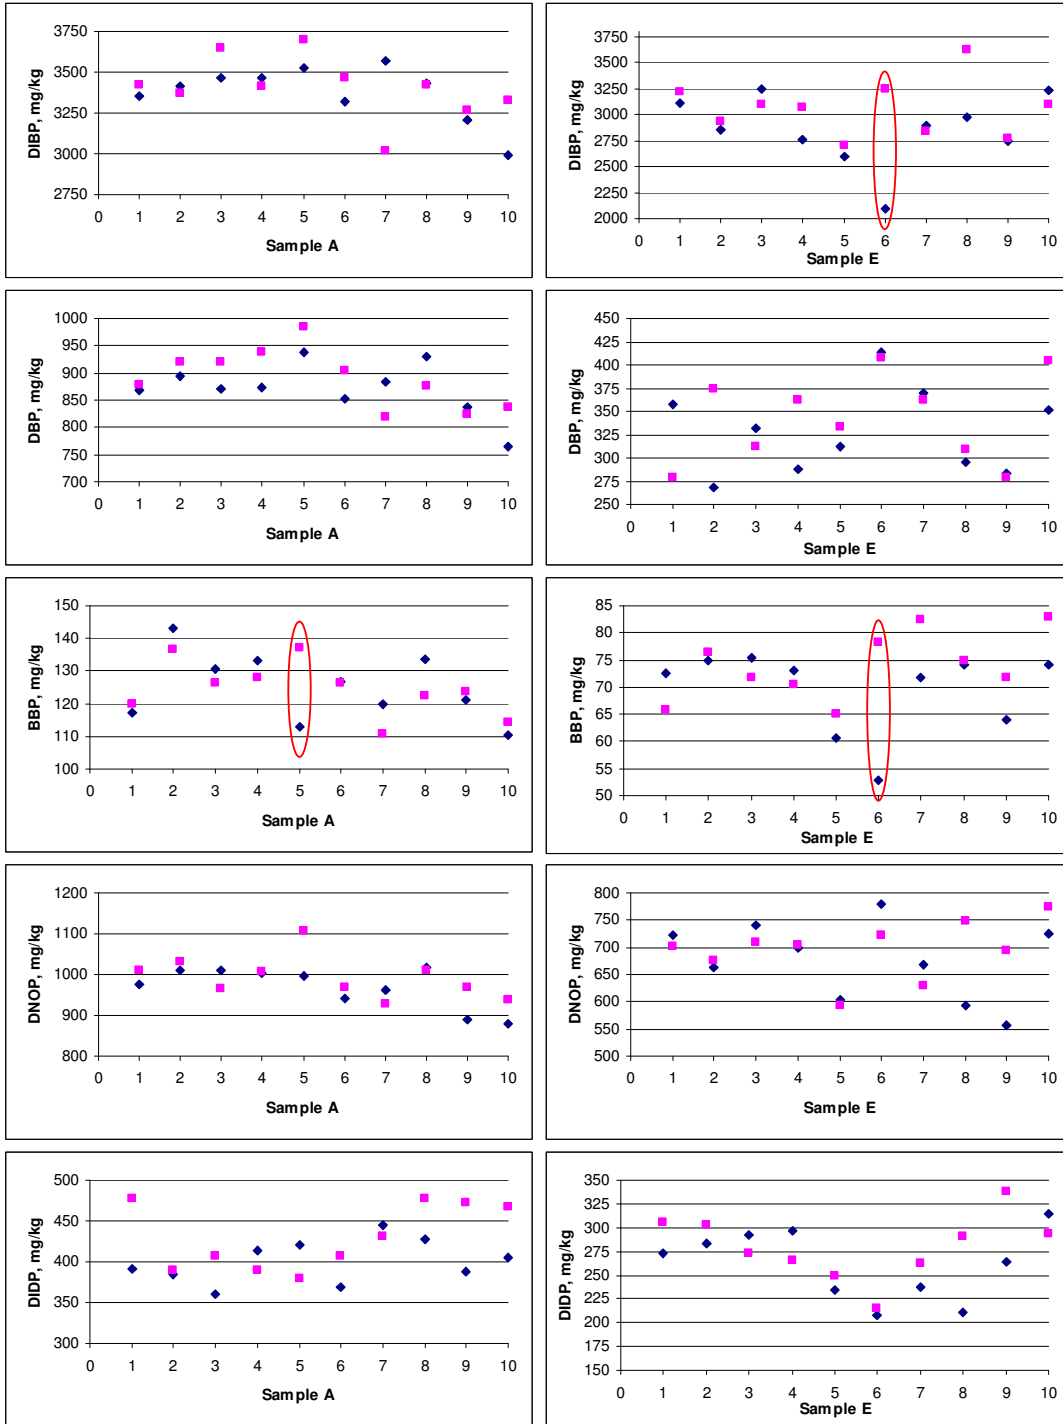 DIBP, mg/kg
3750
3500
3250
3000
2750
0 1 2 3 4 5 6 7 8 9 10
Sample A
DIBP, mg/kg
3750
3500
3250
3000
2750
2500
2250
2000
0 1 2 3 4 5 6 7 8 9 10
Sample E
DBP, mg/kg
1000
950
900
850
800
750
700
0 1 2 3 4 5 6 7 8 9 10
Sample A
DBP, mg/kg
450
425
400
375
350
325
300
275
250
0 1 2 3 4 5 6 7 8 9 10
Sample E
BBP, mg/kg
150
140
130
120
110
100
0 1 2 3 4 5 6 7 8 9 10
Sample A
BBP, mg/kg
85
80
75
70
65
60
55
50
0 1 2 3 4 5 6 7 8 9 10
Sample E
DNOP, mg/kg
1200
1100
1000
900
800
0 1 2 3 4 5 6 7 8 9 10
Sample A
DNOP, mg/kg
800
750
700
650
600
550
500
0 1 2 3 4 5 6 7 8 9 10
Sample E
DIDP, mg/kg
500
450
400
350
300
0 1 2 3 4 5 6 7 8 9 10
Sample A
DIDP, mg/kg
350
325
300
275
250
225
200
175
150
0 1 2 3 4 5 6 7 8 9 10
Sample E